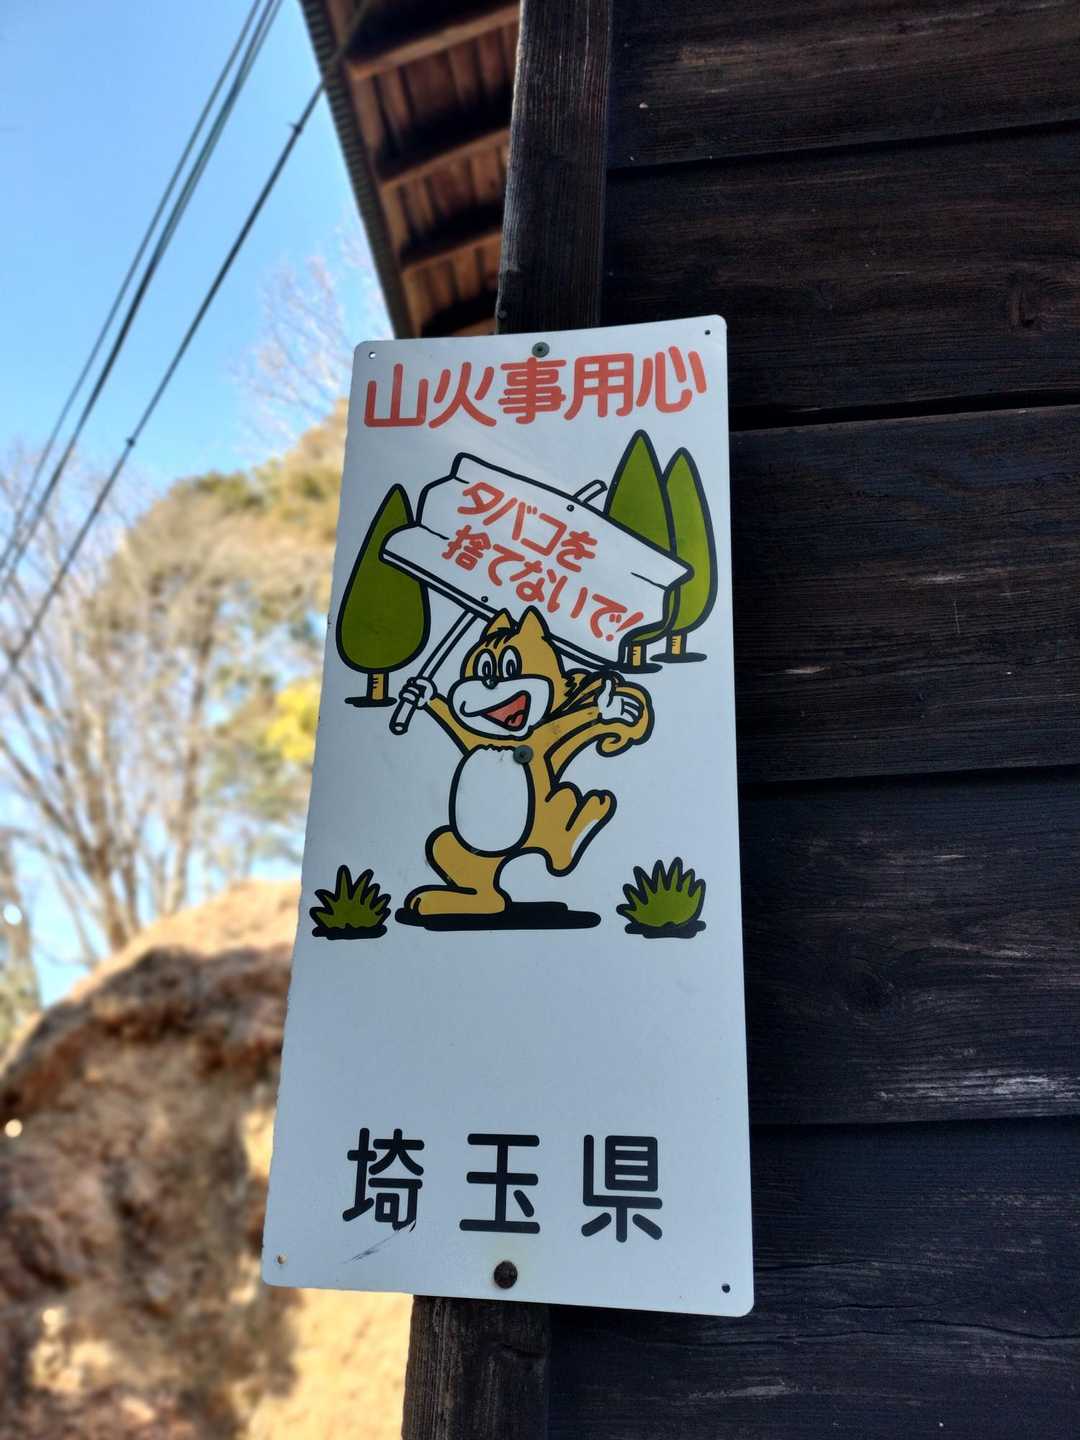 山火事用心
タバコを
捨てないで!
埼玉県